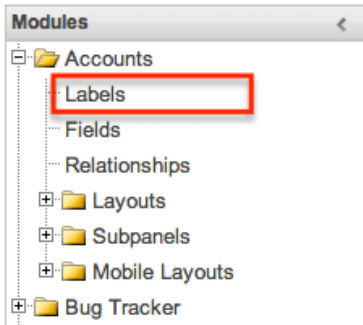 Modules
Accounts
Labels
Fields
Relationships
Layouts
Subpanels
Mobile Layouts
Bug Tracker